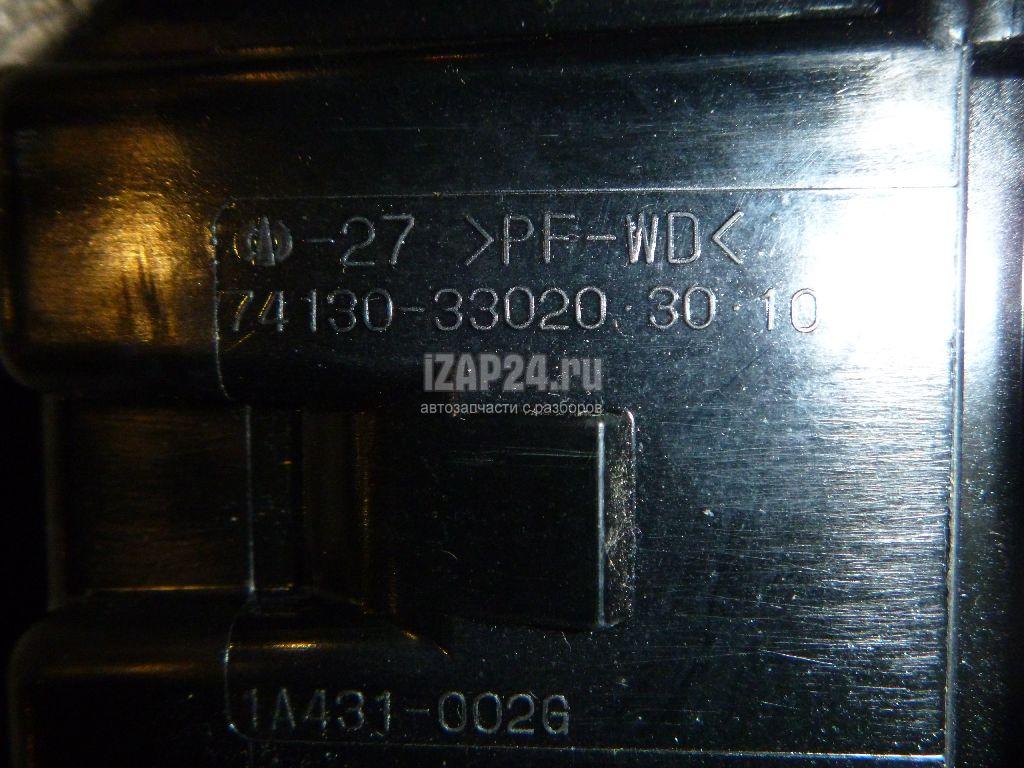 -27 >PF-WD<
74130-33020·30·10
iZAP24.ru
автозапчасти с разборов
1A431-002G